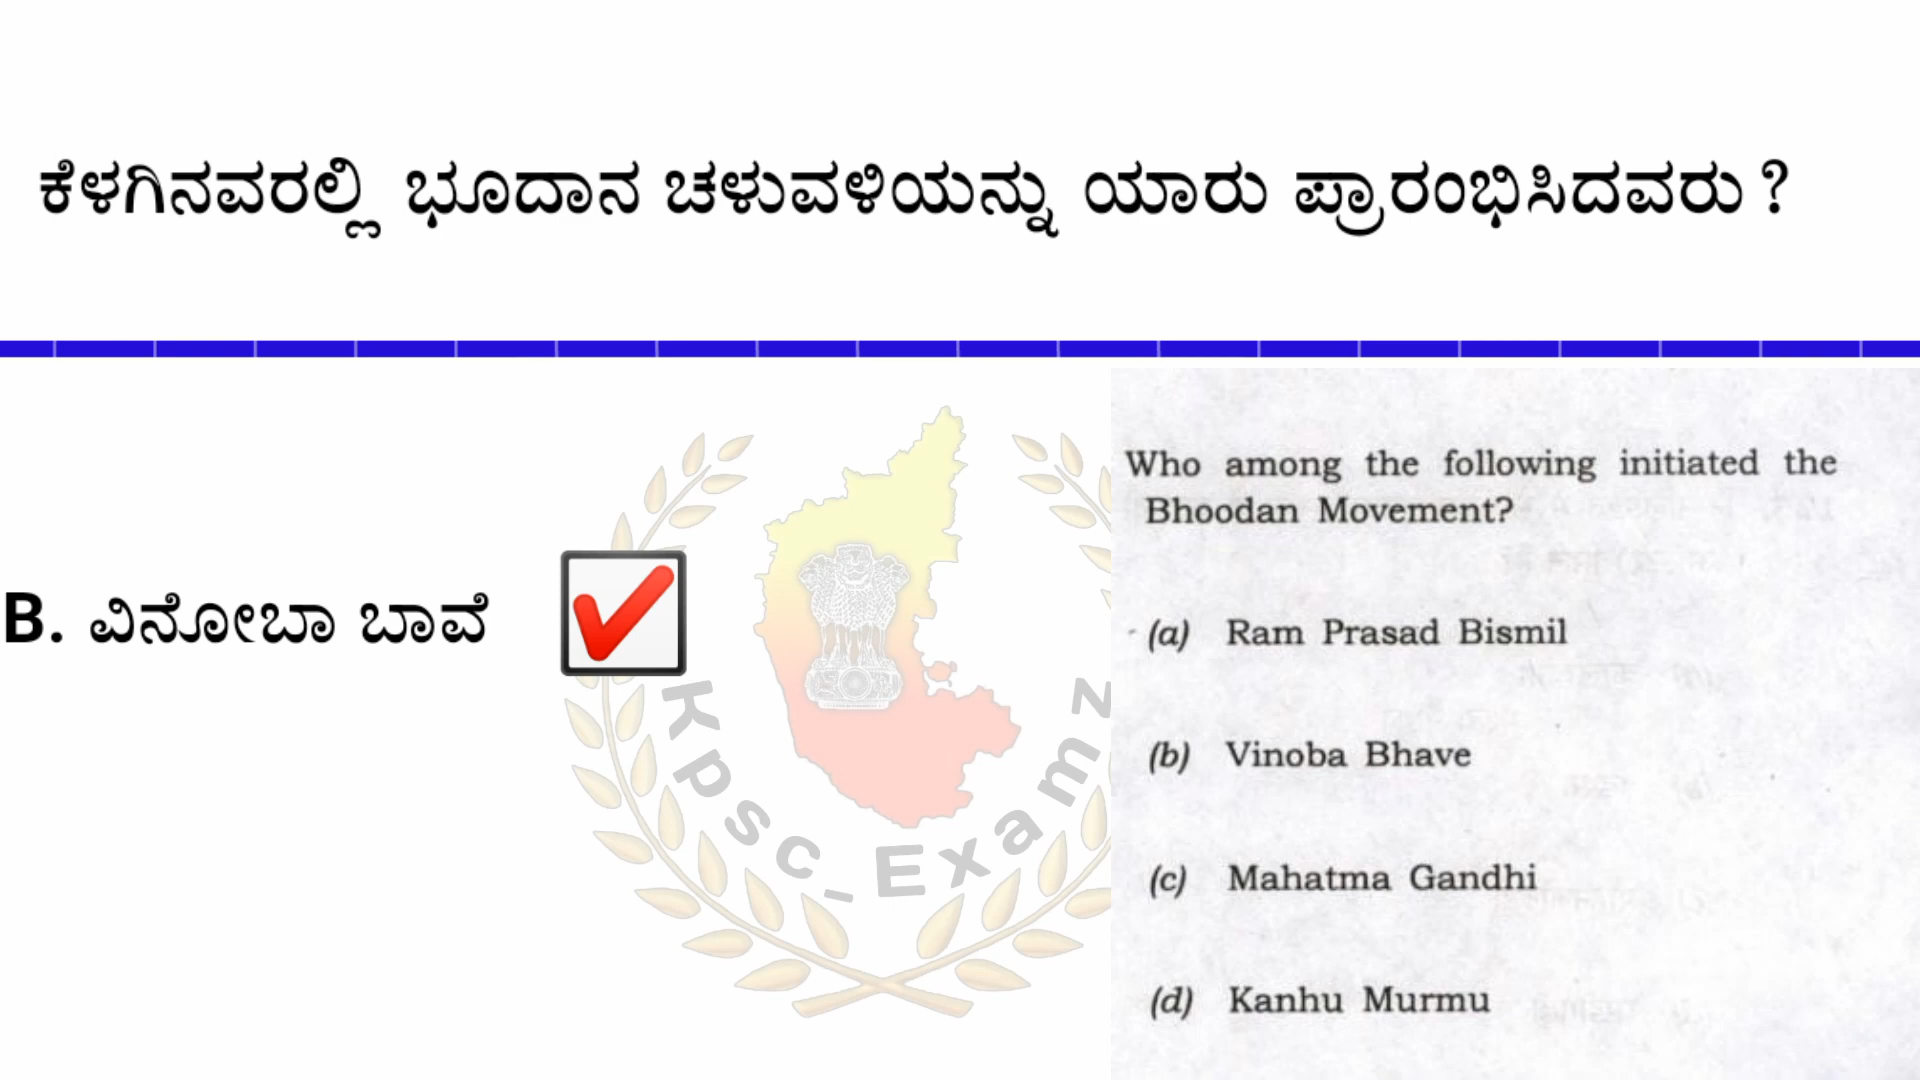 ಕೆಳಗಿನವರಲ್ಲಿ ಭೂದಾನ ಚಳುವಳಿಯನ್ನು ಯಾರು ಪ್ರಾರಂಭಿಸಿದವರು ?
B. ವಿನೋಬಾ ಬಾವೆ
Kpsc_Examz
Who among the following initiated the
Bhoodan Movement?
(a) Ram Prasad Bismil
(b) Vinoba Bhave
(c) Mahatma Gandhi
(d) Kanhu Murmu